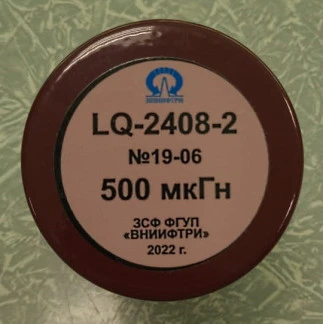 ВНИИФТРИ
LQ-2408-2
№19-06
500 мкГн
ЗСФ ФГУП
«ВНИИФТРИ»
2022 г.